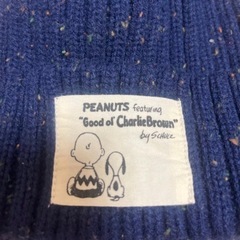 PEANUTS featuring
"Good ol' CharlieBrown"
by SCHULZ